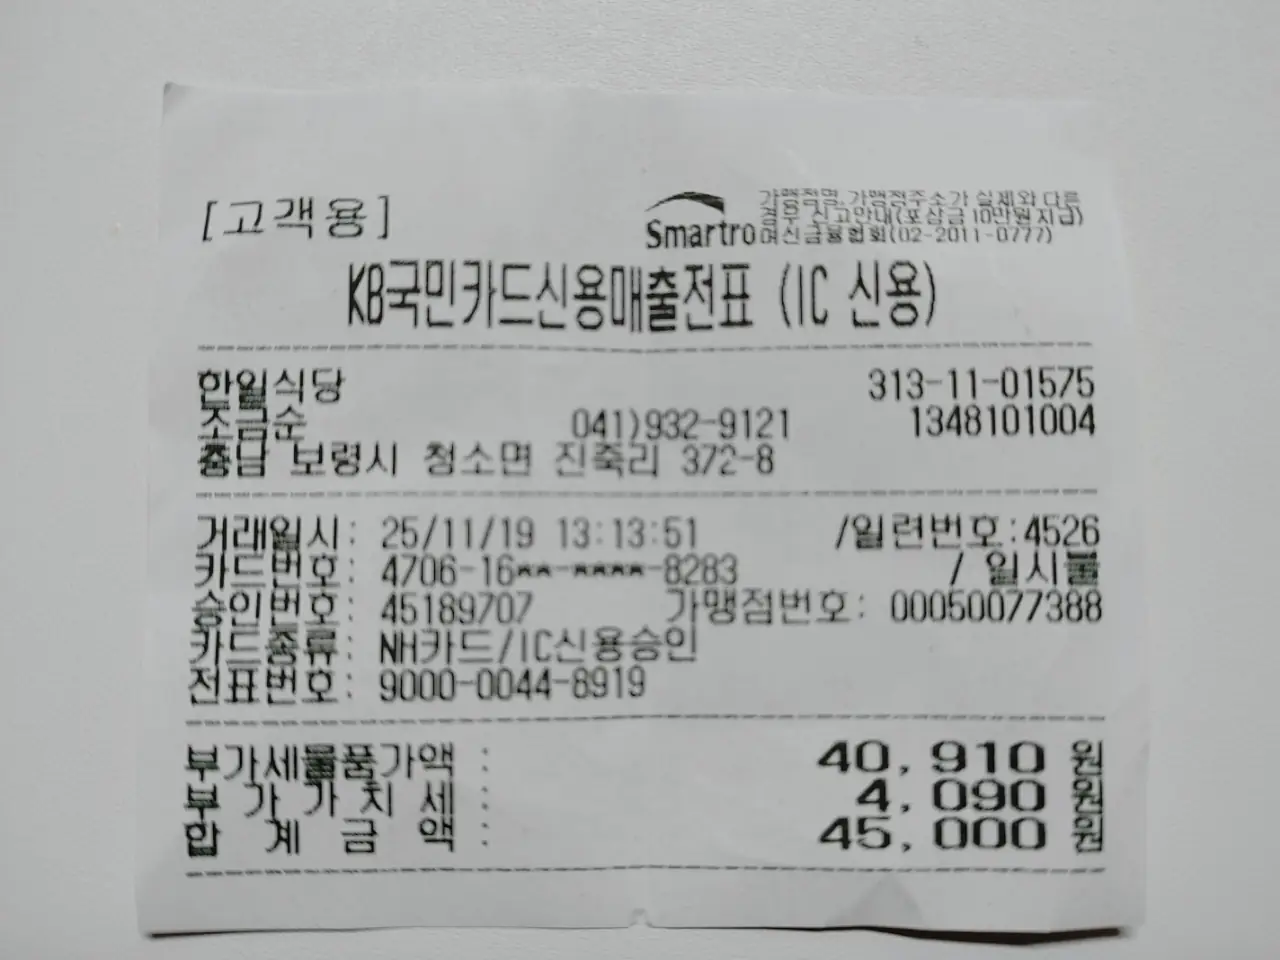 [고객용]
Smartro
가맹점명, 가맹점주소가 실제와 다른
경우 신고안내(포상금 10만원 지급)
여신금융협회(02-2011-0777)
KB국민카드신용매출전표 (IC 신용)
한일식당 313-11-01575
조금순 041)932-9121 1348101004
충남 보령시 청소면 진죽리 372-8
거래일시: 25/11/19 13:13:51 /일련번호:4526
카드번호: 4706-16**-****-8283 / 일시불
승인번호: 45189707 가맹점번호: 00050077388
카드종류: NH카드/IC신용승인
전표번호: 9000-0044-8919
부가세물품가액 : 40,910 원
부 가 가 치 세 : 4,090 원
합 계 금 액 : 45,000 원